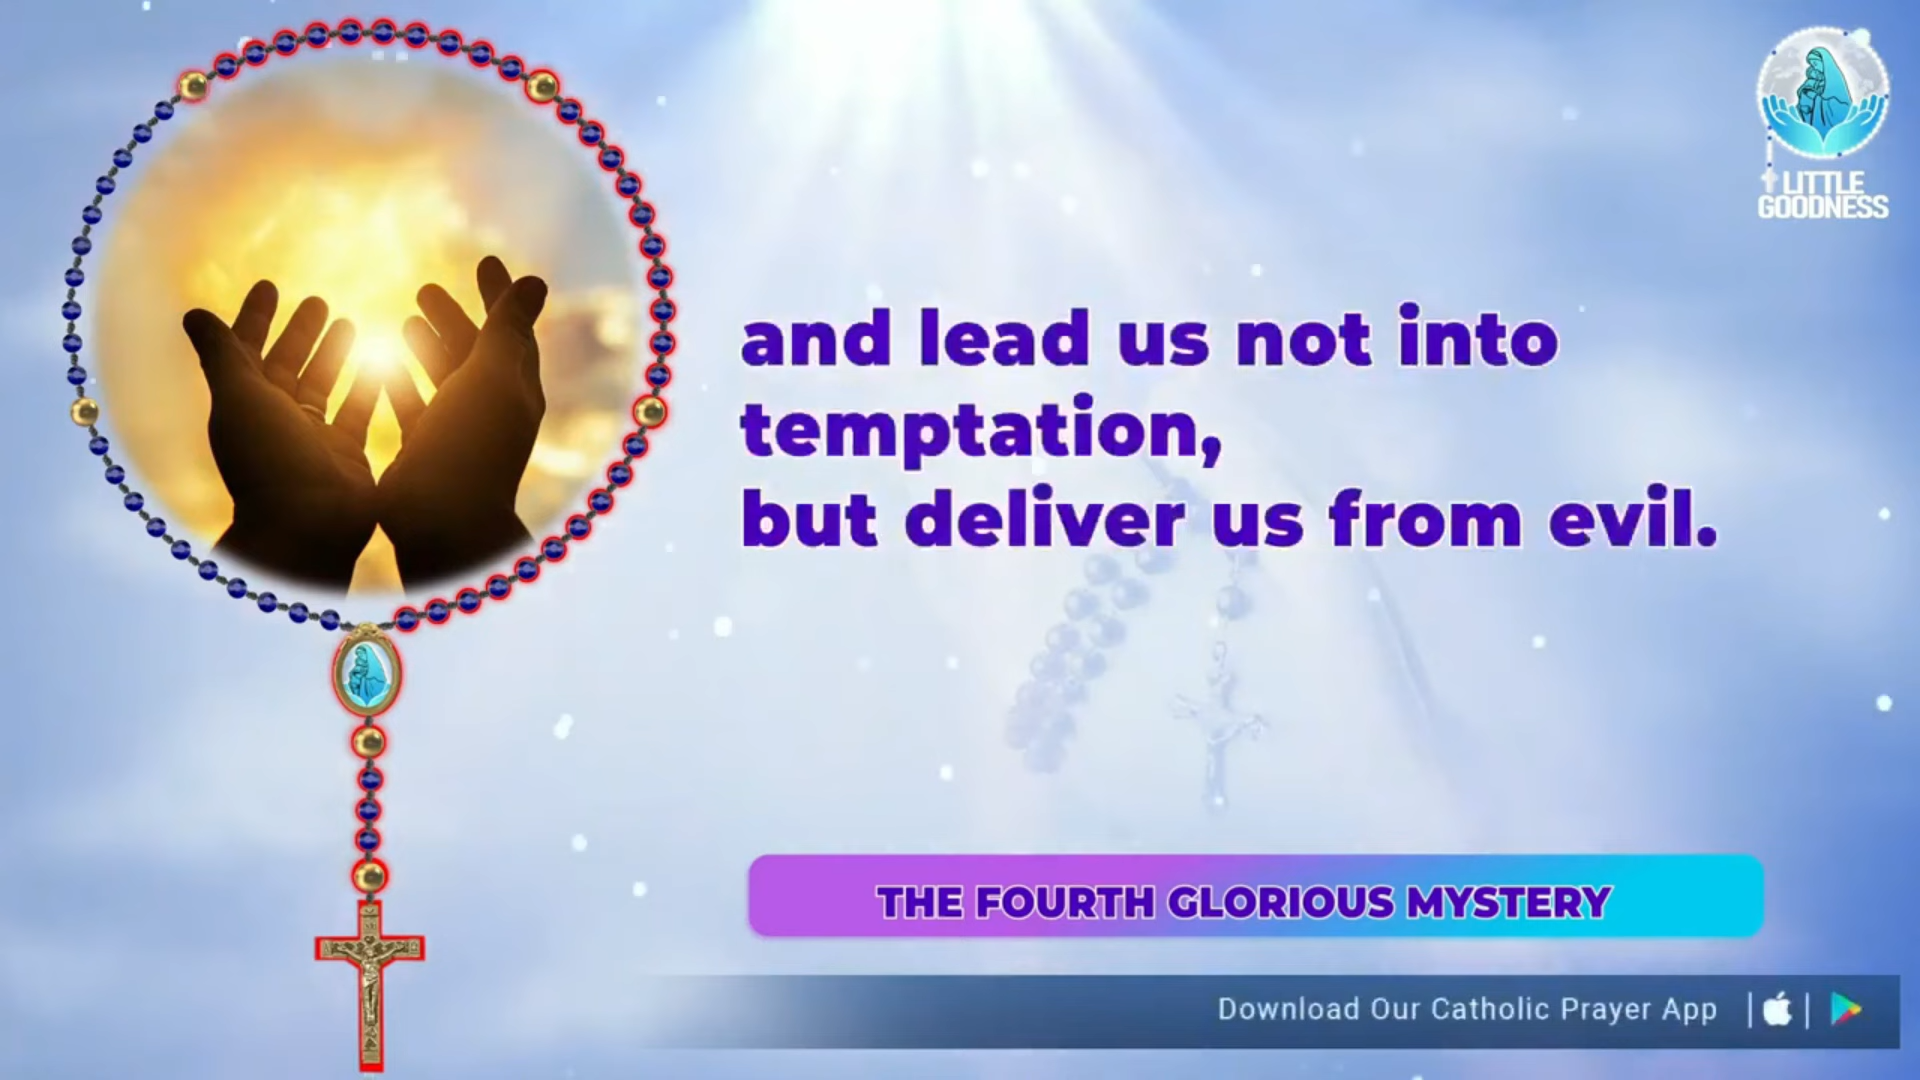 LITTLE
GOODNESS
and lead us not into
temptation,
but deliver us from evil.
THE FOURTH GLORIOUS MYSTERY
Download Our Catholic Prayer App